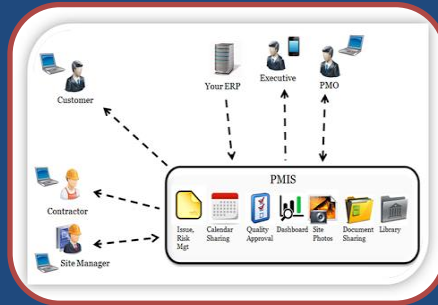 Your ERP
Executive
PMO
Customer
Contractor
Site Manager
PMIS
Issue,
Risk
Mgt
Calendar
Sharing
Quality
Approval
Dashboard
Site
Photos
Document
Sharing
Library